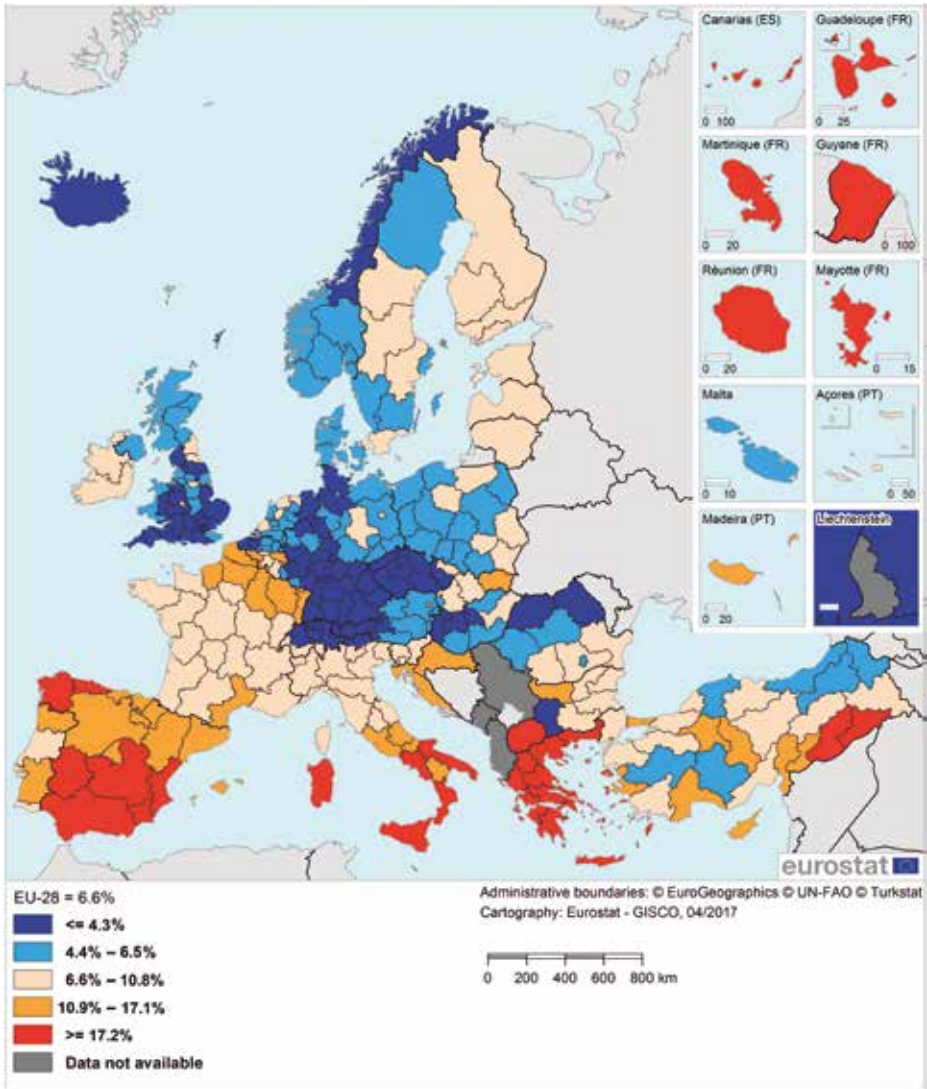 Canarias (ES)
0 100
Guadeloupe (FR)
0 25
Martinique (FR)
0 20
Guyane (FR)
0 100
Réunion (FR)
0 20
Mayotte (FR)
0 15
Malta
0 10
Açores (PT)
0 50
Madeira (PT)
0 20
Liechtenstein
eurostat
EU-28 = 6.6%
<= 4.3%
4.4% – 6.5%
6.6% – 10.8%
10.9% – 17.1%
>= 17.2%
Data not available
Administrative boundaries: © EuroGeographics © UN-FAO © Turkstat
Cartography: Eurostat - GISCO, 04/2017
0 200 400 600 800 km